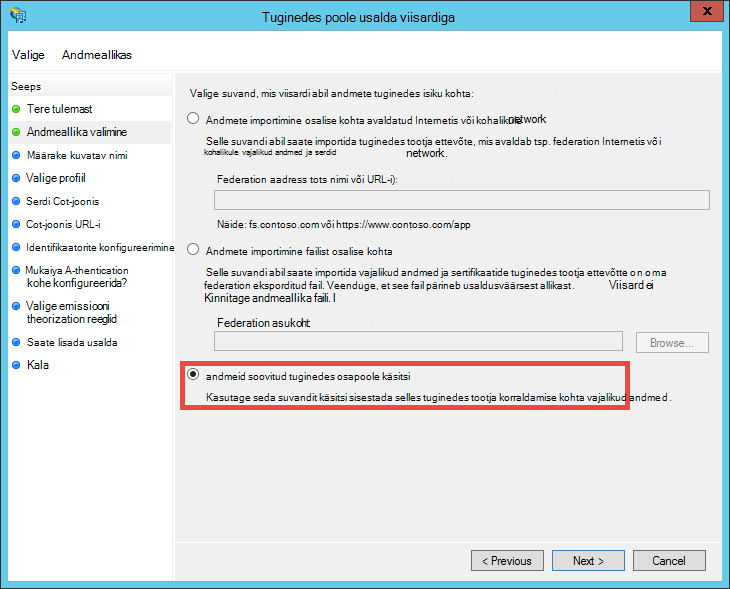 Tuginedes poole usalda viisardiga
Valige Andmeallikas
Seeps
Tere tulemast
Andmeallika valimine
Määrake kuvatav nimi
Valige profiil
Serdi Cot-joonis
Cot-joonis URL-i
Identifikaatorite konfigureerimine
Mukaiya A-thentication
kohe konfigureerida?
Valige emissiooni
theorization reeglid
Saate lisada usalda
Kala
Valige suvand, mis viisardi abil andmete tuginedes isiku kohta:
Andmete importimine osalise kohta avaldatud Internetis või kohalikule network
Selle suvandi abil saate importida tuginedes tootja ettevõte, mis avaldab tsp. federation Internetis või
kohalikule vajalikud andmed ja serdid network.
Federation aadress tots nimi või URL-i):
Näide: fs.contoso.com või https://www.contoso.com/app
Andmete importimine failist osalise kohta
Selle suvandi abil saate importida vajalikud andmed ja sertifikaatide tuginedes tootja ettevõtte on oma
federation eksporditud fail. Veenduge, et see fail pärineb usaldusväärsest allikast. Viisard ei
Kinnitage andmeallika faili. l
Federation asukoht:
Browse...
andmeid soovitud tuginedes osapoole käsitsi
Kasutage seda suvandit käsitsi sisestada selles tuginedes tootja korraldamise kohta vajalikud andmed.
< Previous
Next >
Cancel